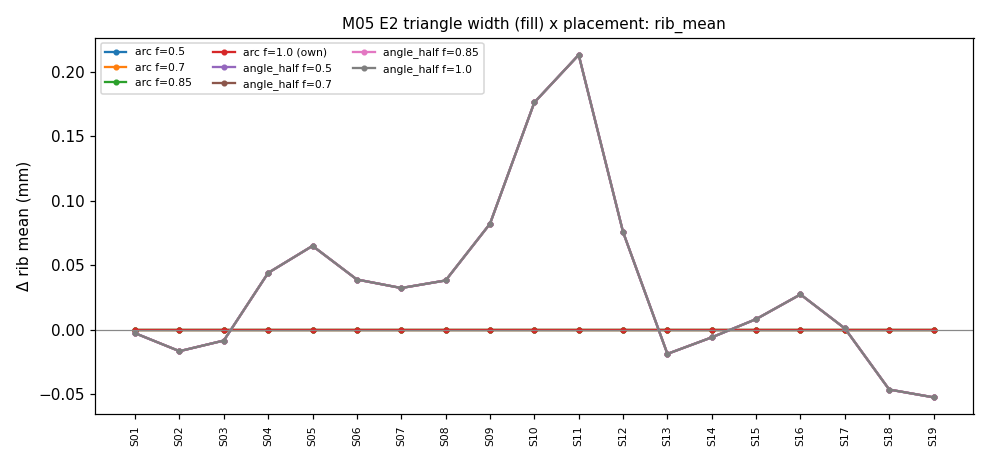 M05 E2 triangle width (fill) x placement: rib_mean
arc f=0.5
arc f=0.7
arc f=0.85
arc f=1.0 (own)
angle_half f=0.5
angle_half f=0.7
angle_half f=0.85
angle_half f=1.0
Δ rib mean (mm)
0.20
0.15
0.10
0.05
0.00
−0.05
S01 S02 S03 S04 S05 S06 S07 S08 S09 S10 S11 S12 S13 S14 S15 S16 S17 S18 S19